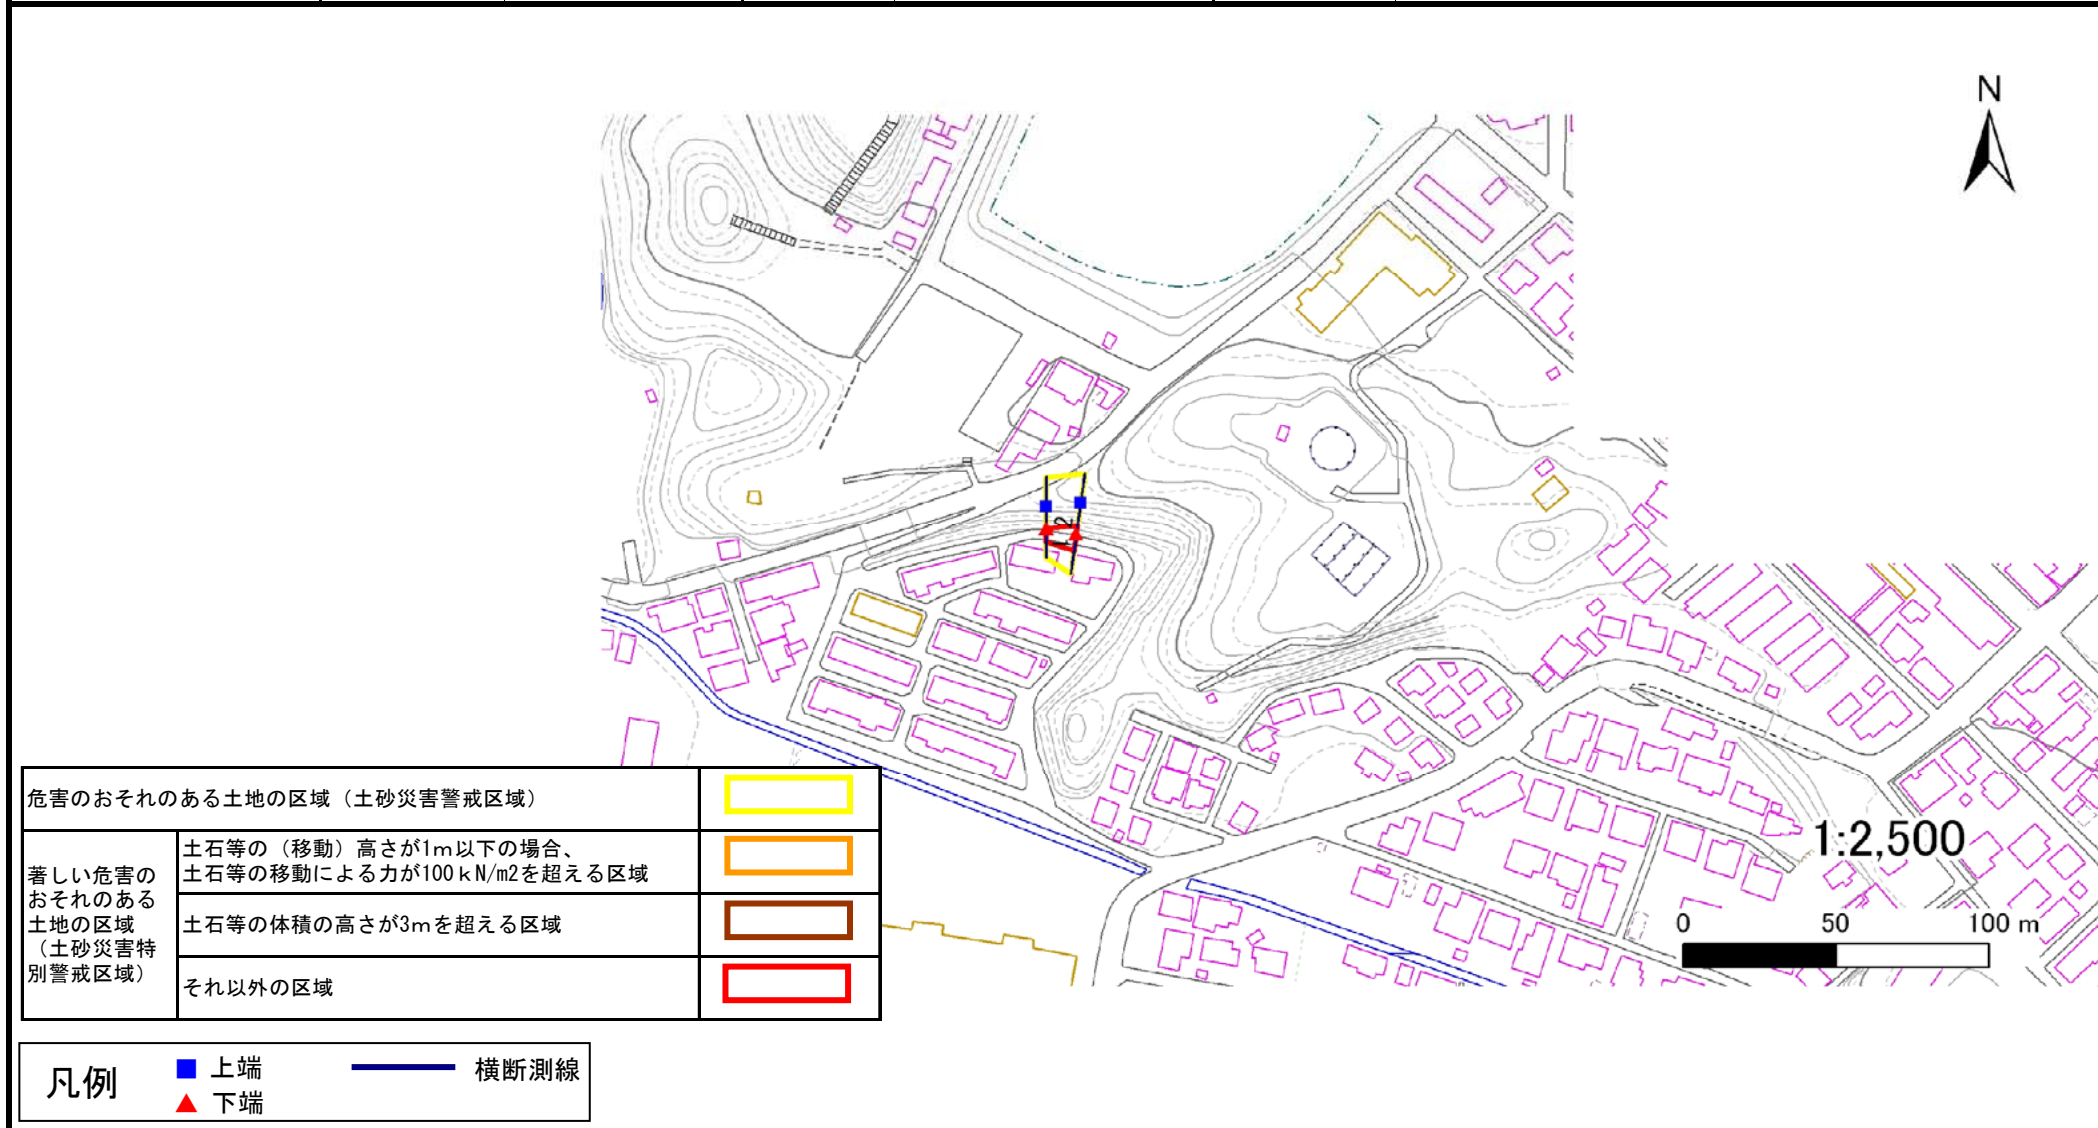 N
2
1
1:2,500
0 50 100 m
危害のおそれのある土地の区域（土砂災害警戒区域）
著しい危害の
おそれのある
土地の区域
（土砂災害特
別警戒区域）
土石等の（移動）高さが1m以下の場合、
土石等の移動による力が100kN/m2を超える区域
土石等の体積の高さが3mを超える区域
それ以外の区域
凡例
上端
下端
横断測線